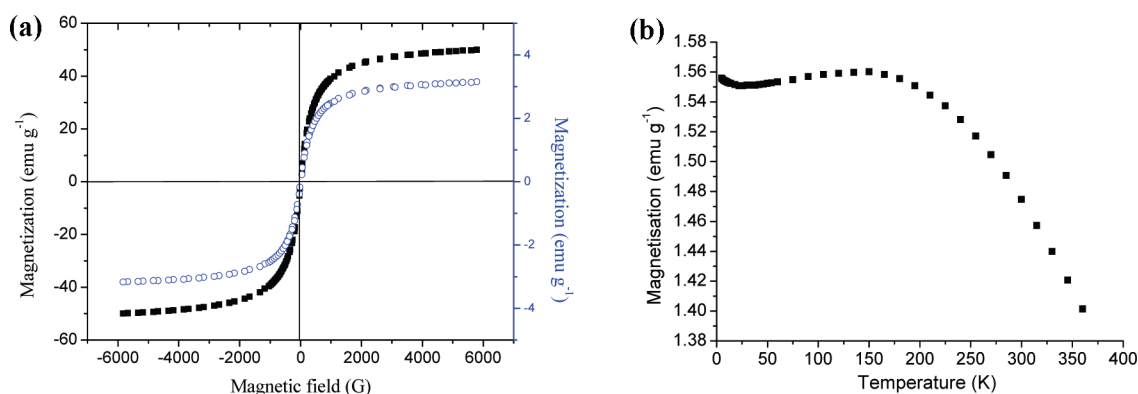 (a)
60
40
20
0
-20
-40
-60
Magnetization (emu g-1)
-6000 -4000 -2000 0 2000 4000 6000
Magnetic field (G)
4
2
0
-2
-4
Magnetization (emu g-1)
(b)
1.58
1.56
1.54
1.52
1.50
1.48
1.46
1.44
1.42
1.40
1.38
Magnetisation (emu g-1)
0 50 100 150 200 250 300 350 400
Temperature (K)